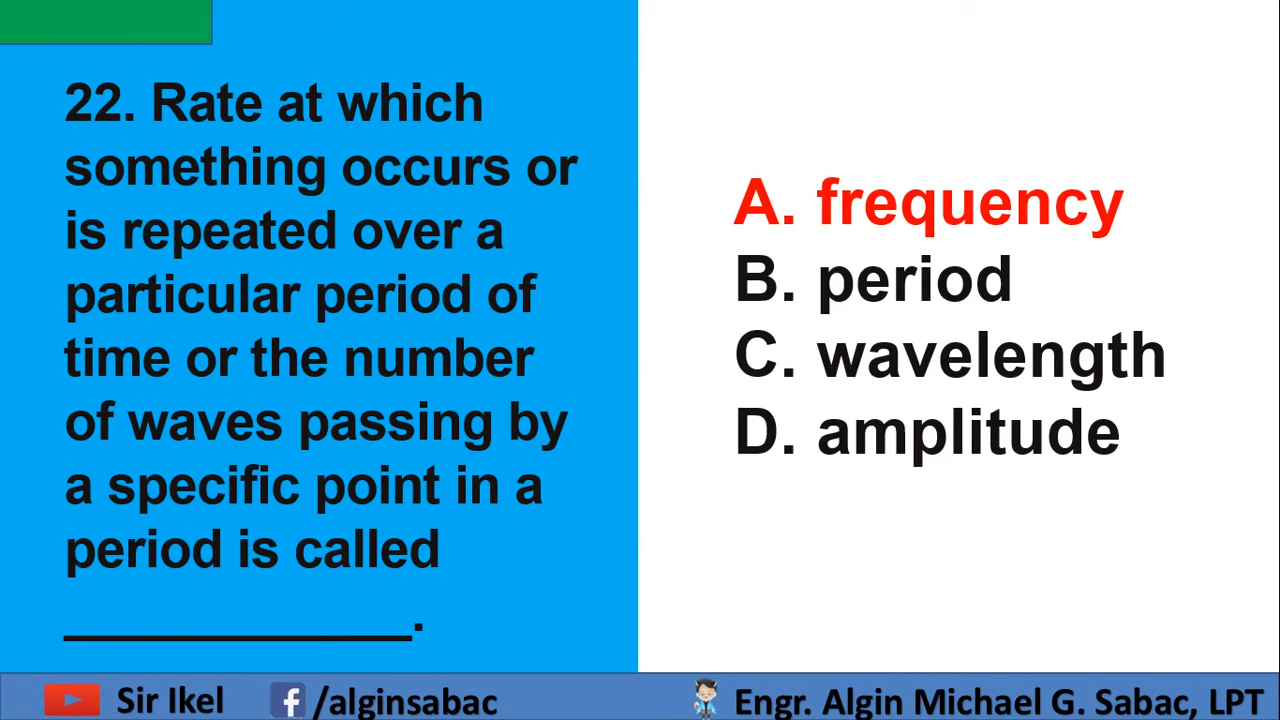 22. Rate at which
something occurs or
is repeated over a
particular period of
time or the number
of waves passing by
a specific point in a
period is called
____________.
A. frequency
B. period
C. wavelength
D. amplitude
Sir Ikel
/alginsabac
Engr. Algin Michael G. Sabac, LPT